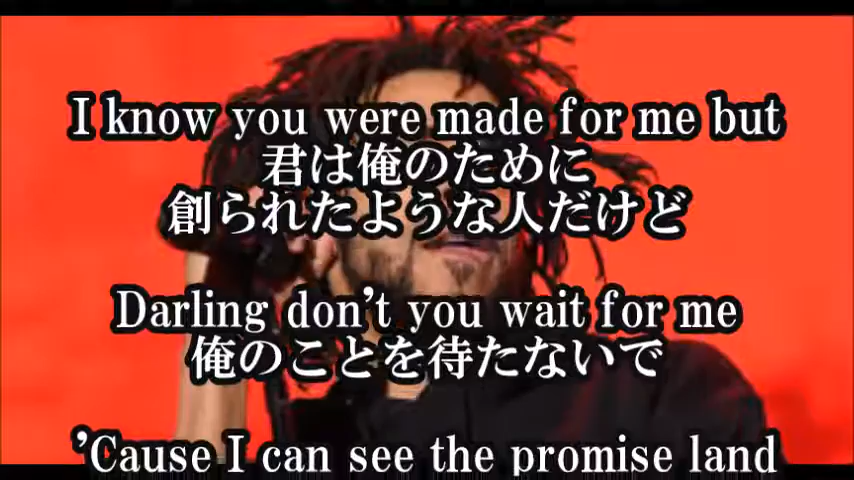 I know you were made for me but
君は俺のために
創られたような人だけど
Darling don't you wait for me
俺のことを待たないで
'Cause I can see the promise land